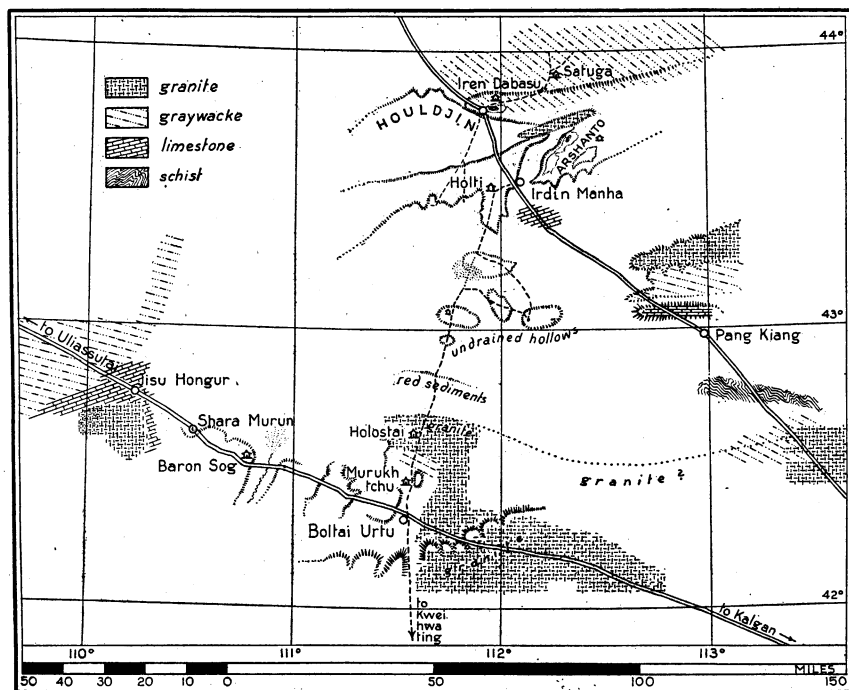 44°
granite
graywacke
limestone
schist
Iren Dabasu
Satuga
HOULDJIN
ARSHANTO
Holti
Irdin Manha
43°
Pang Kiang
undrained hollows
to Uliassutai
Jisu Hongur
red sediments
Shara Murun
Holostai
granite
Baron Sog
Murukh
tchu
granite ?
Boltai Urtu
42°
to
Kwei
hwa
ting
to Kalgan
110°
111°
112°
113°
MILES
50 40 30 20 10 0 50 100 150